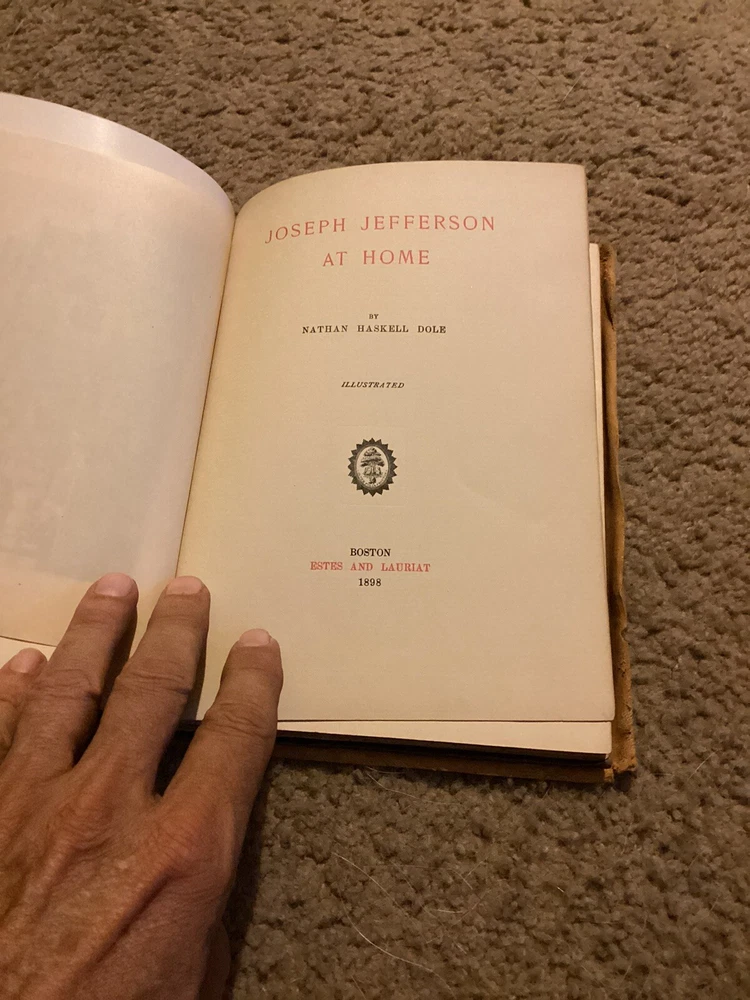 JOSEPH JEFFERSON
AT HOME
BY
NATHAN HASKELL DOLE
ILLUSTRATED
BOSTON
ESTES AND LAURIAT
1898